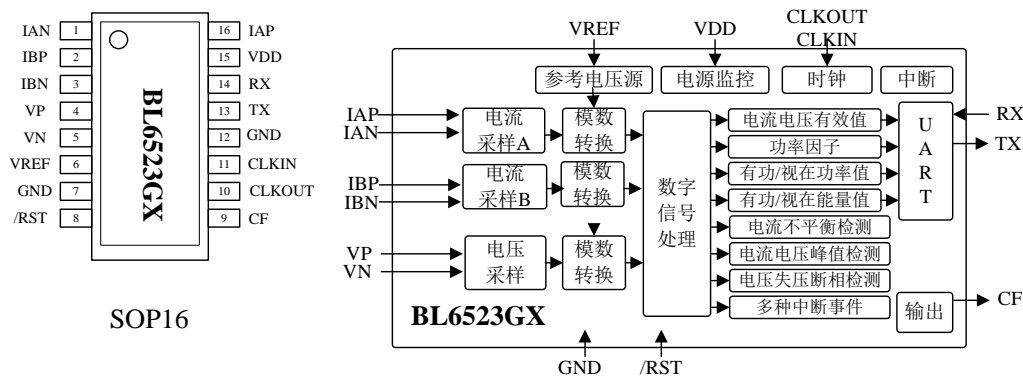 IAN 1
IBP 2
IBN 3
VP 4
VN 5
VREF 6
GND 7
/RST 8
16 IAP
15 VDD
14 RX
13 TX
12 GND
11 CLKIN
10 CLKOUT
9 CF
BL6523GX
SOP16
VREF
VDD
CLKOUT
CLKIN
参考电压源
电源监控
时钟
中断
IAP
IAN
电流
采样A
模数
转换
IBP
IBN
电流
采样B
模数
转换
VP
VN
电压
采样
模数
转换
数字
信号
处理
电流电压有效值
功率因子
有功/视在功率值
有功/视在能量值
电流不平衡检测
电流电压峰值检测
电压失压断相检测
多种中断事件
UART
RX
TX
输出
CF
BL6523GX
GND
/RST